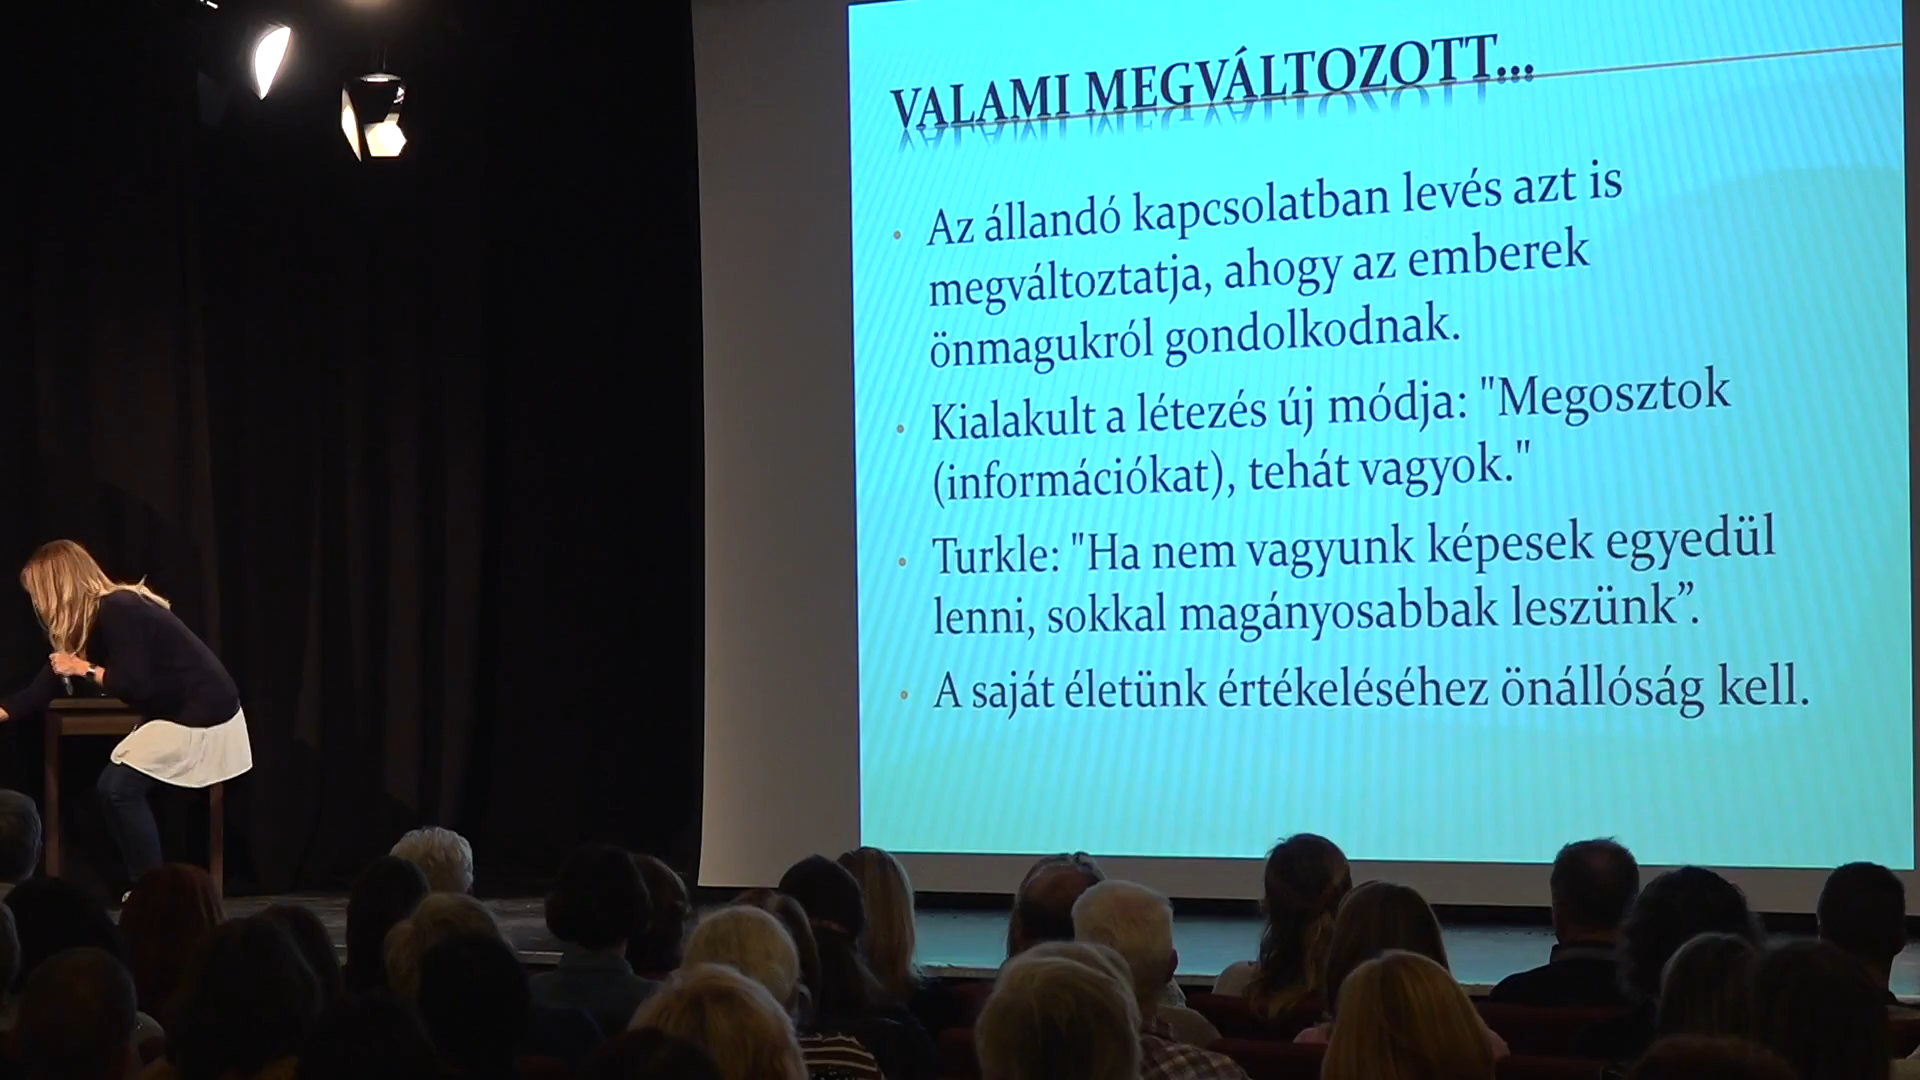 VALAMI MEGVÁLTOZOTT...
• Az állandó kapcsolatban levés azt is
megváltoztatja, ahogy az emberek
önmagukról gondolkodnak.
• Kialakult a létezés új módja: "Megosztok
(információkat), tehát vagyok."
• Turkle: "Ha nem vagyunk képesek egyedül
lenni, sokkal magányosabbak leszünk”.
• A saját életünk értékeléséhez önállóság kell.